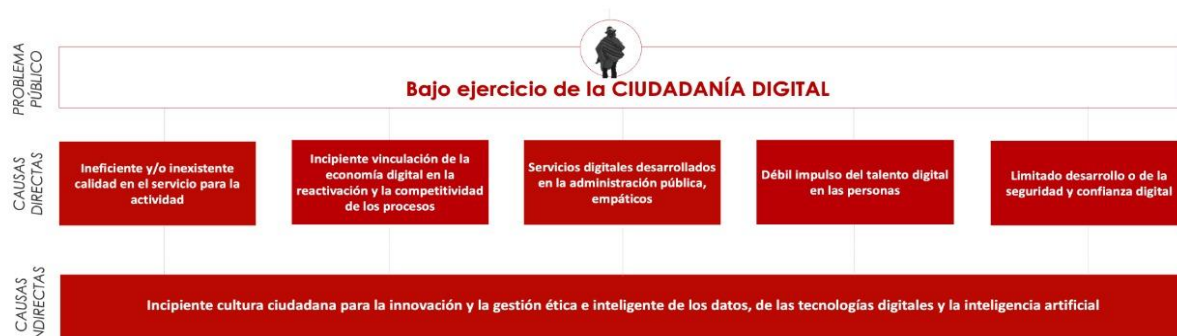 PROBLEMA
PÚBLICO
Bajo ejercicio de la CIUDADANÍA DIGITAL
CAUSAS
DIRECTAS
Ineficiente y/o inexistente
calidad en el servicio para la
actividad
Incipiente vinculación de la
economía digital en la
reactivación y la competitividad
de los procesos
Servicios digitales desarrollados
en la administración pública,
empáticos
Débil impulso del talento digital
en las personas
Limitado desarrollo o de la
seguridad y confianza digital
CAUSAS
NDIRECTAS
Incipiente cultura ciudadana para la innovación y la gestión ética e inteligente de los datos, de las tecnologías digitales y la inteligencia artificial